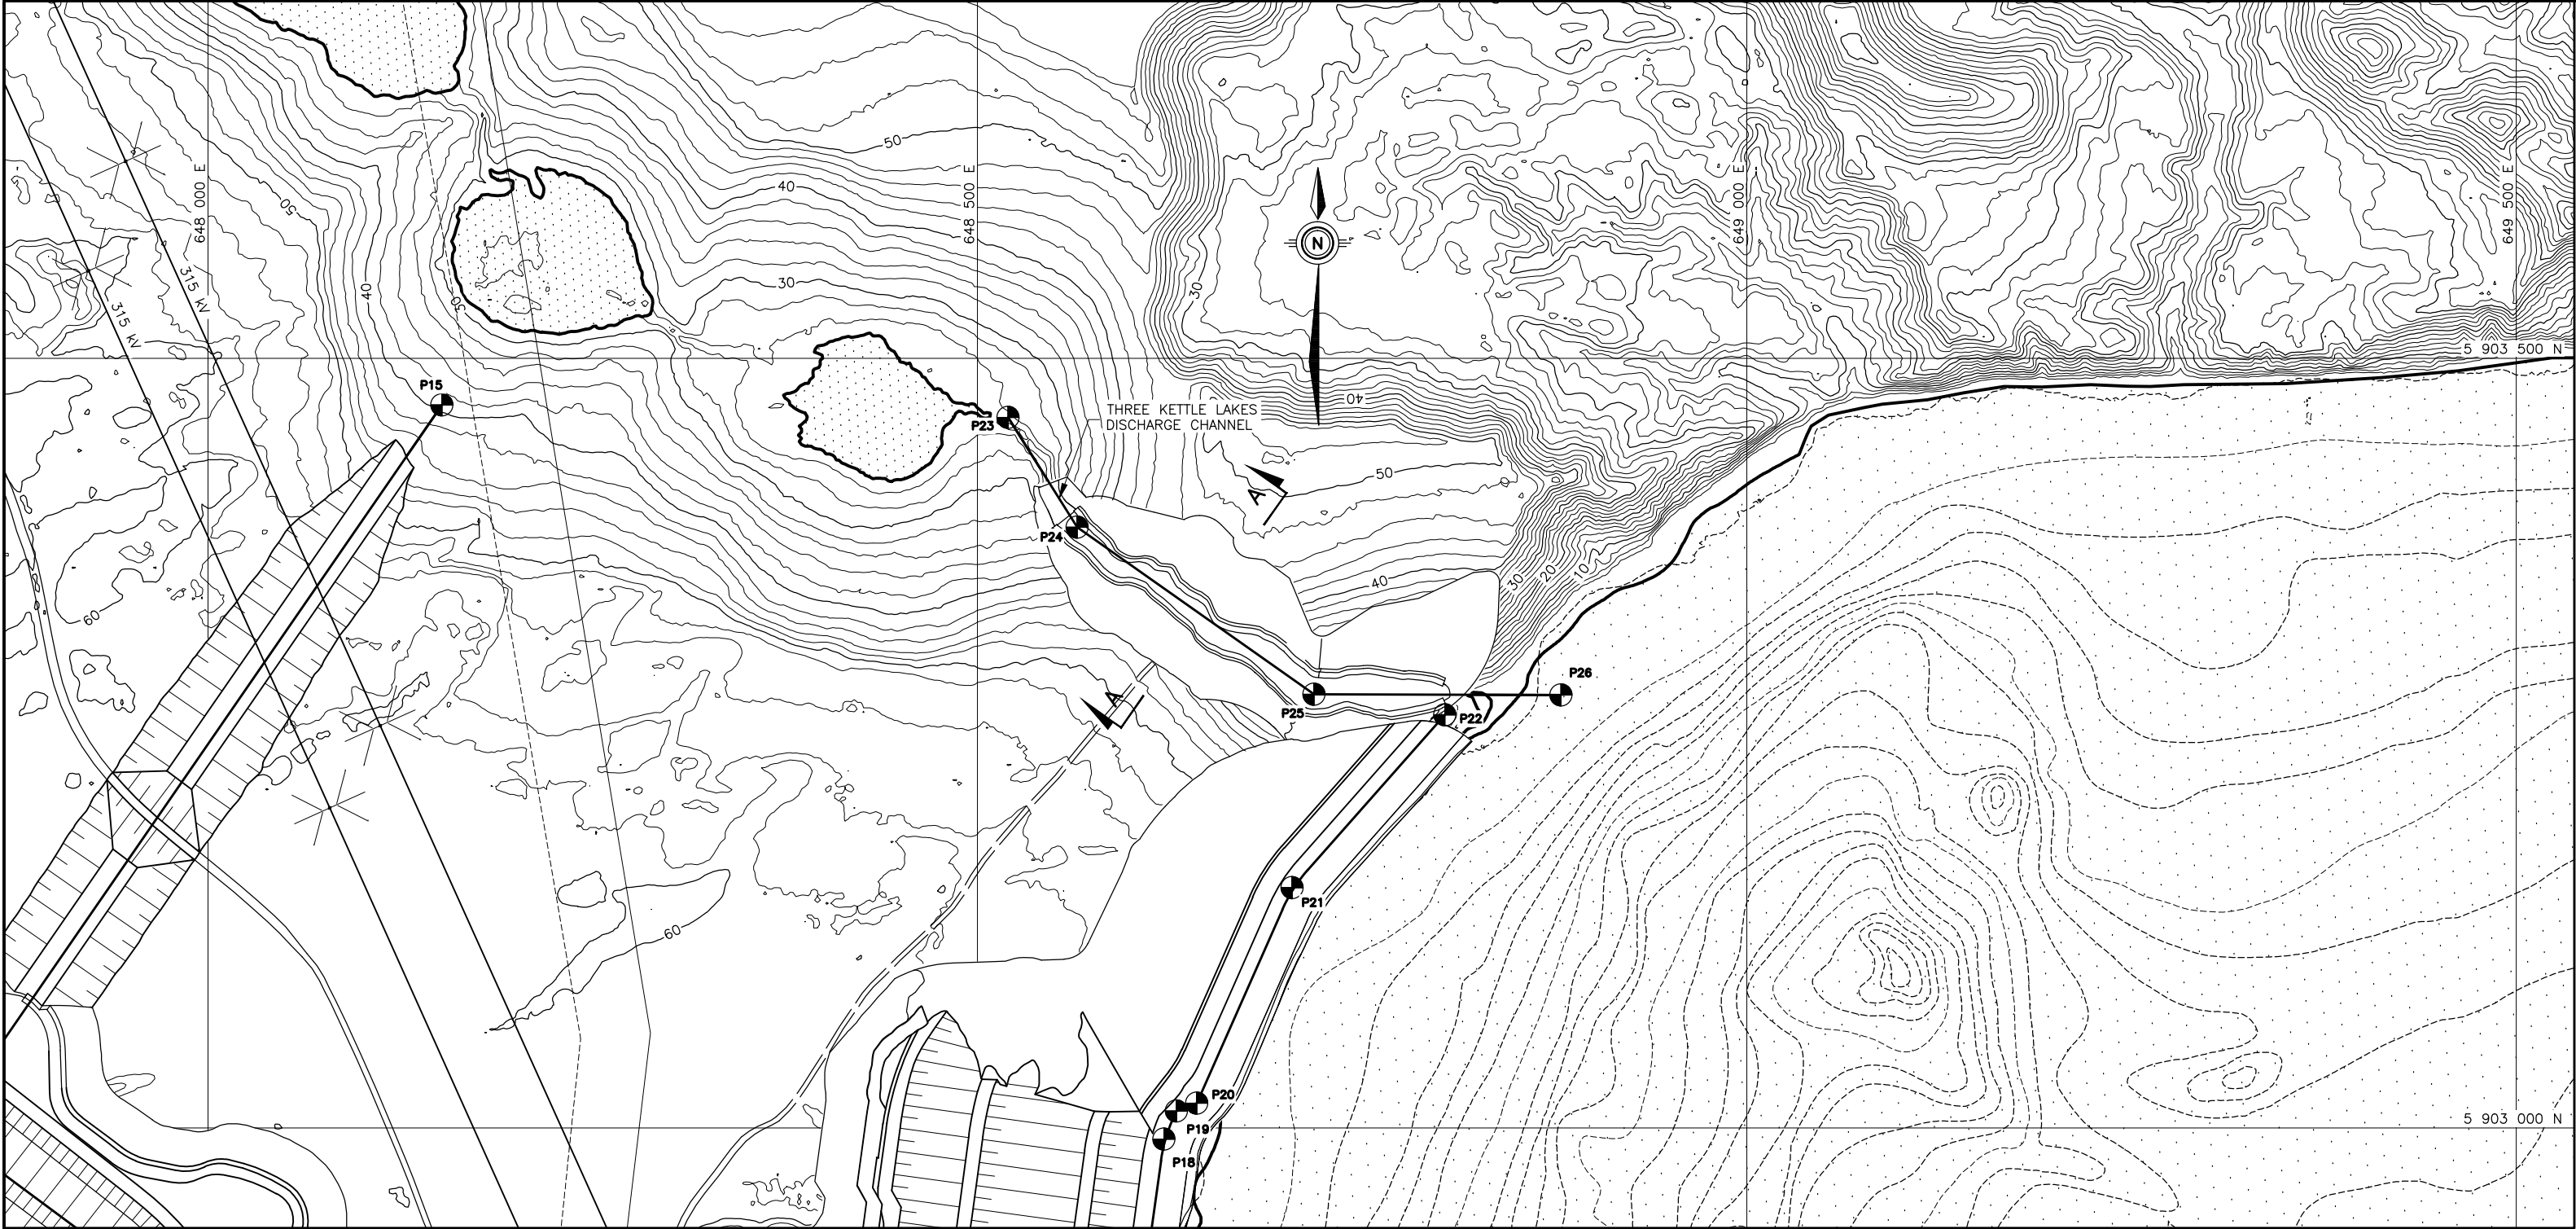 50
40
648 000 E
648 500 E
649 000 E
649 500 E
50
N
315 kV
315 kV
40
50
30
30
5 903 500 N
P15
P23
THREE KETTLE LAKES
DISCHARGE CHANNEL
40
50
A
P24
40
30
20
10
60
P26
A
P25
P22
P21
60
P20
P19
5 903 000 N
P18